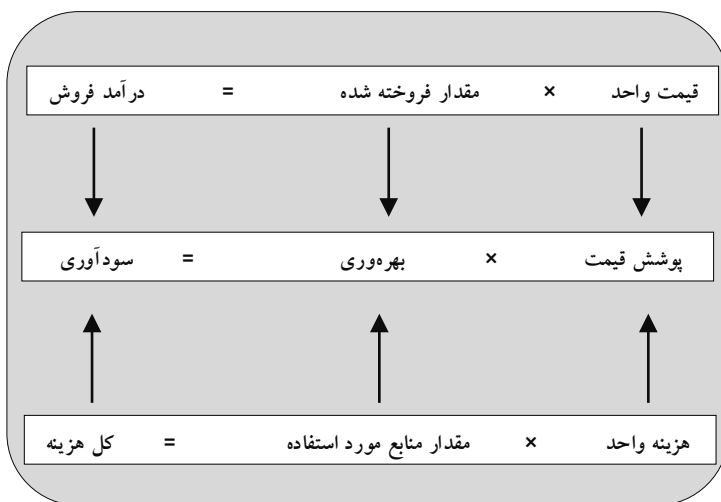 قیمت واحد × مقدار فروخته شده = درآمد فروش
پوشش قیمت × بهره‌وری = سودآوری
هزینه واحد × مقدار منابع مورد استفاده = کل هزینه